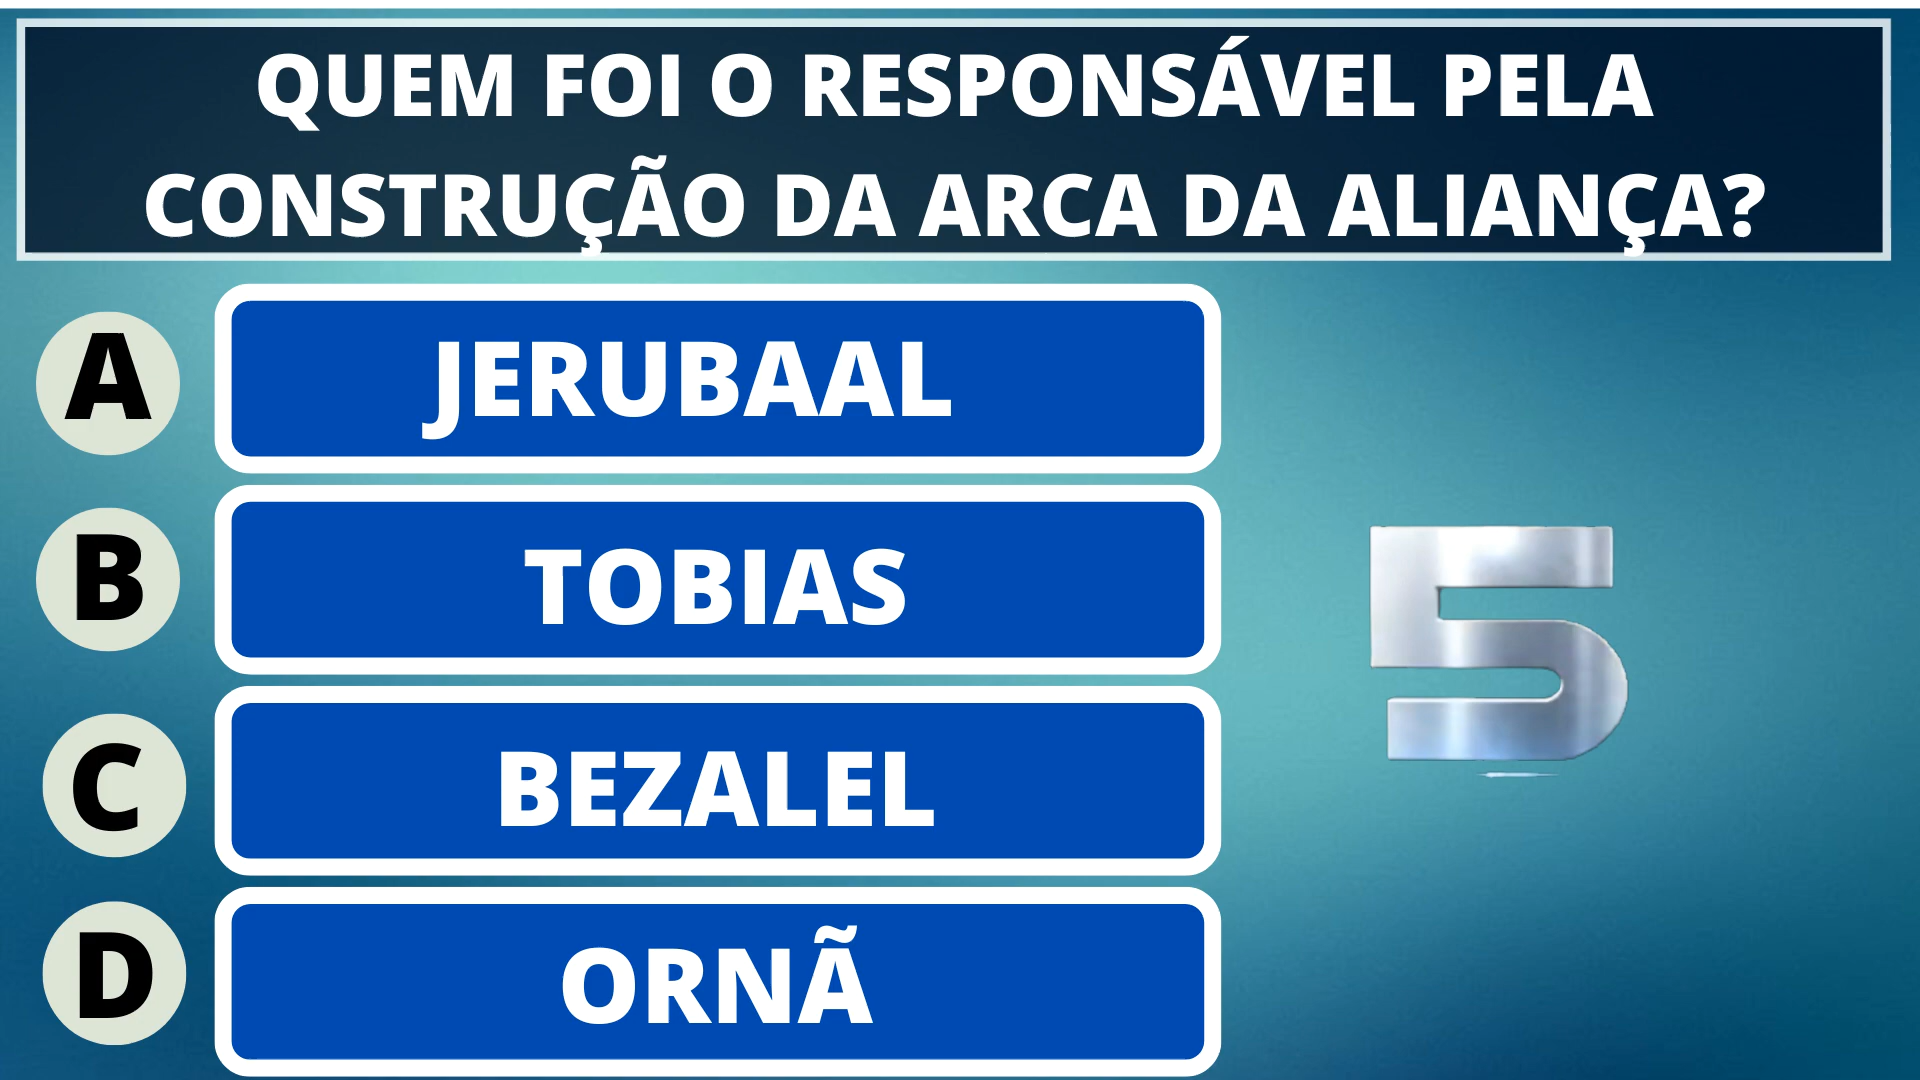 QUEM FOI O RESPONSÁVEL PELA
CONSTRUÇÃO DA ARCA DA ALIANÇA?
A JERUBAAL
B TOBIAS
5
C BEZALEL
D ORNÃ